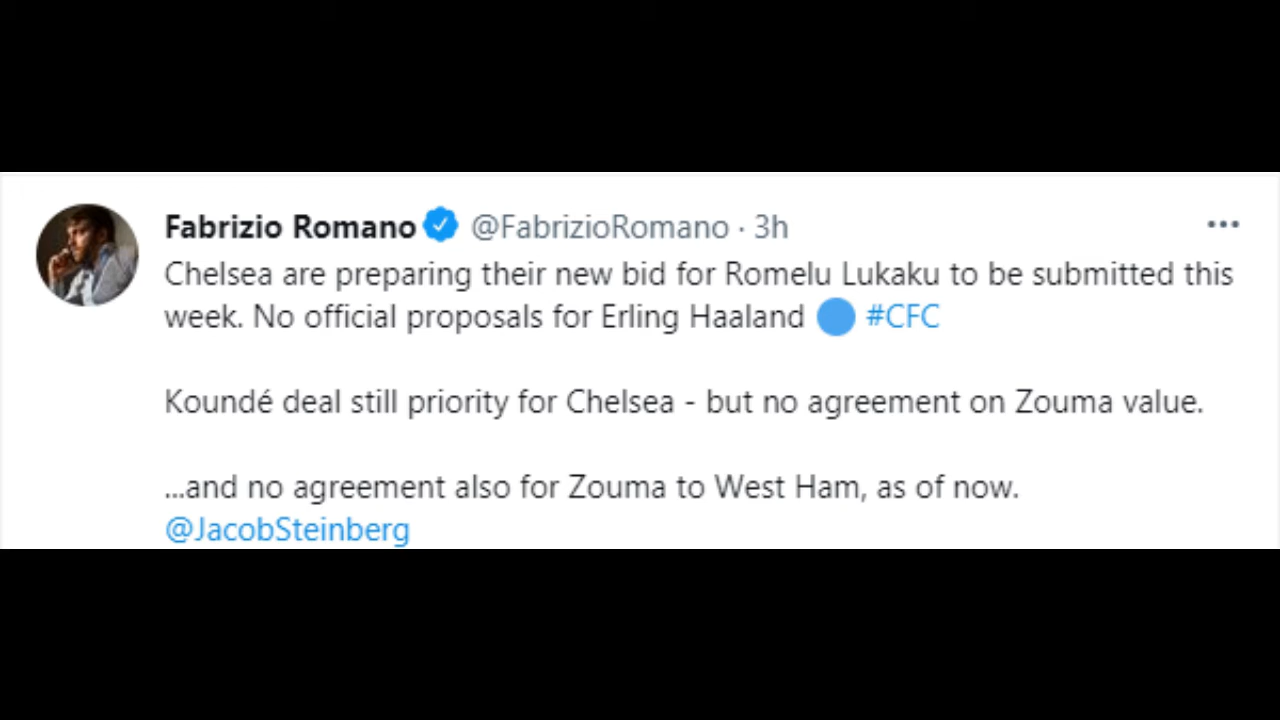 Fabrizio Romano @FabrizioRomano · 3h
Chelsea are preparing their new bid for Romelu Lukaku to be submitted this
week. No official proposals for Erling Haaland 🔵 #CFC
Koundé deal still priority for Chelsea - but no agreement on Zouma value.
...and no agreement also for Zouma to West Ham, as of now.
@JacobSteinberg